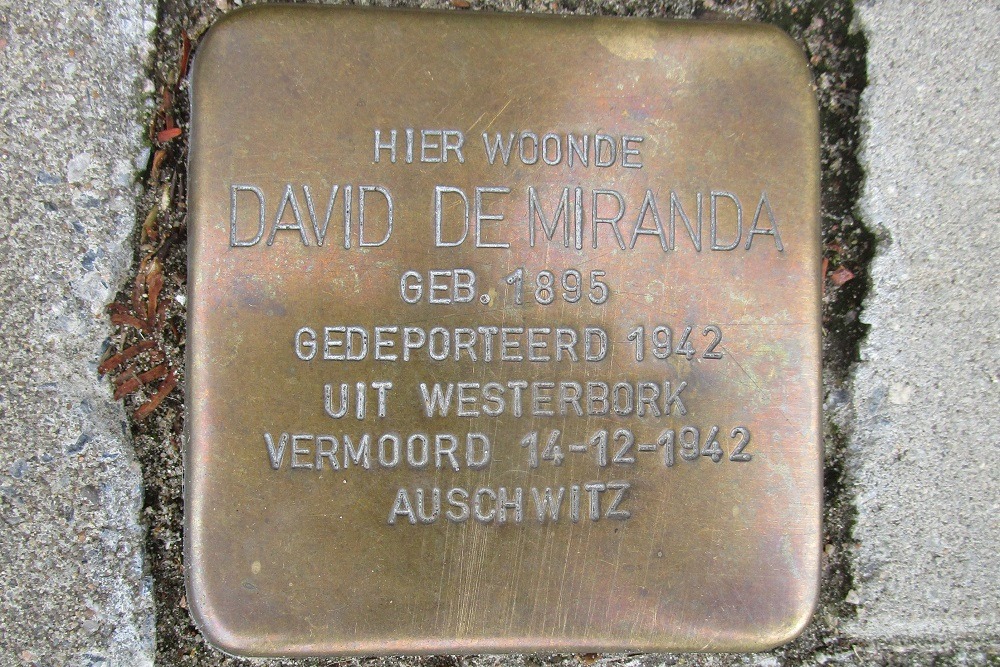 HIER WOONDE
DAVID DE MIRANDA
GEB. 1895
GEDEPORTEERD 1942
UIT WESTERBORK
VERMOORD 14-12-1942
AUSCHWITZ